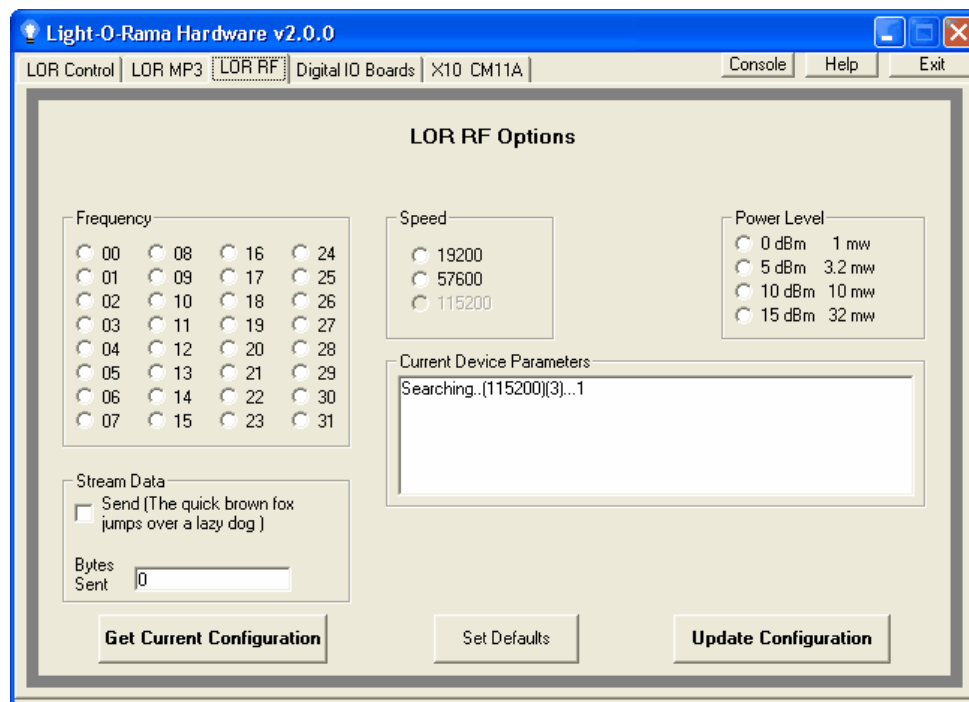 Light-O-Rama Hardware v2.0.0
LOR Control LOR MP3 LOR RF Digital IO Boards X10 CM11A Console Help Exit
LOR RF Options
Frequency
00 08 16 24
01 09 17 25
02 10 18 26
03 11 19 27
04 12 20 28
05 13 21 29
06 14 22 30
07 15 23 31
Speed
19200
57600
115200
Power Level
0 dBm 1 mw
5 dBm 3.2 mw
10 dBm 10 mw
15 dBm 32 mw
Current Device Parameters
Searching..(115200)(3)...1
Stream Data
Send (The quick brown fox
jumps over a lazy dog )
Bytes
Sent 0
Get Current Configuration Set Defaults Update Configuration